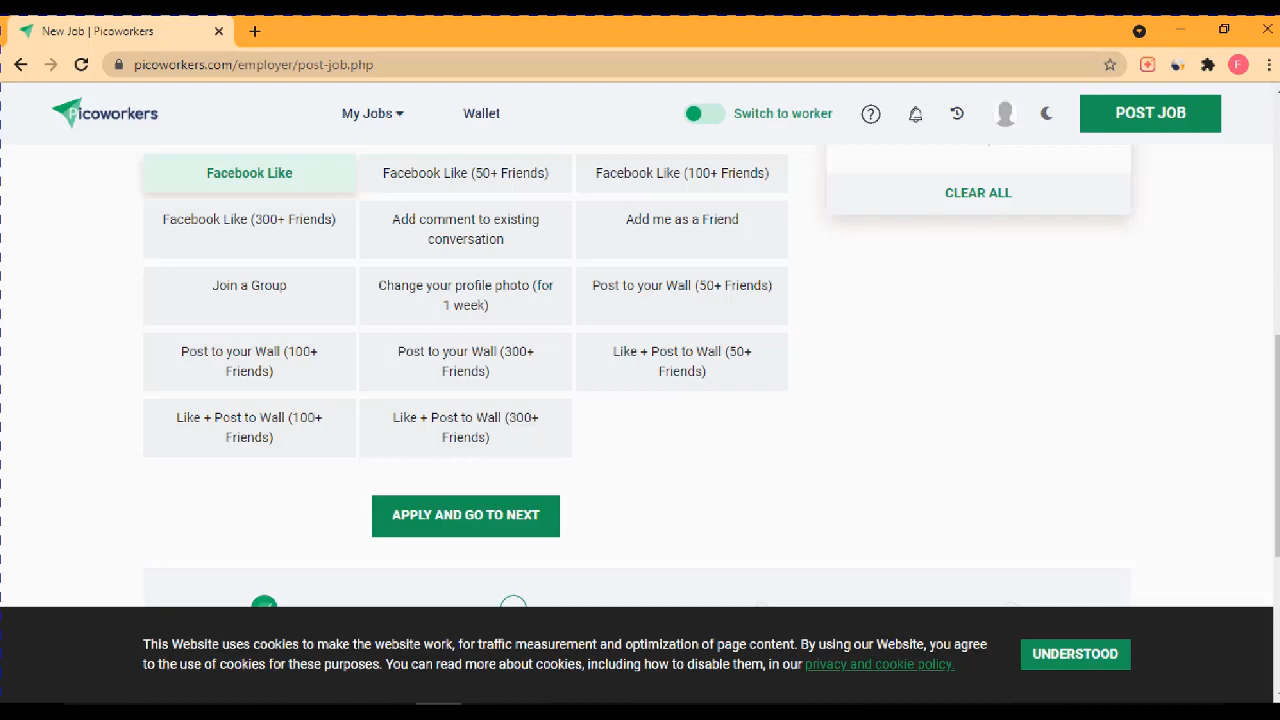 New Job | Picoworkers
picoworkers.com/employer/post-job.php
F
Picoworkers
My Jobs
Wallet
Switch to worker
POST JOB
Facebook Like
Facebook Like (50+ Friends)
Facebook Like (100+ Friends)
CLEAR ALL
Facebook Like (300+ Friends)
Add comment to existing
conversation
Add me as a Friend
Join a Group
Change your profile photo (for
1 week)
Post to your Wall (50+ Friends)
Post to your Wall (100+
Friends)
Post to your Wall (300+
Friends)
Like + Post to Wall (50+
Friends)
Like + Post to Wall (100+
Friends)
Like + Post to Wall (300+
Friends)
APPLY AND GO TO NEXT
This Website uses cookies to make the website work, for traffic measurement and optimization of page content. By using our Website, you agree
to the use of cookies for these purposes. You can read more about cookies, including how to disable them, in our privacy and cookie policy.
UNDERSTOOD